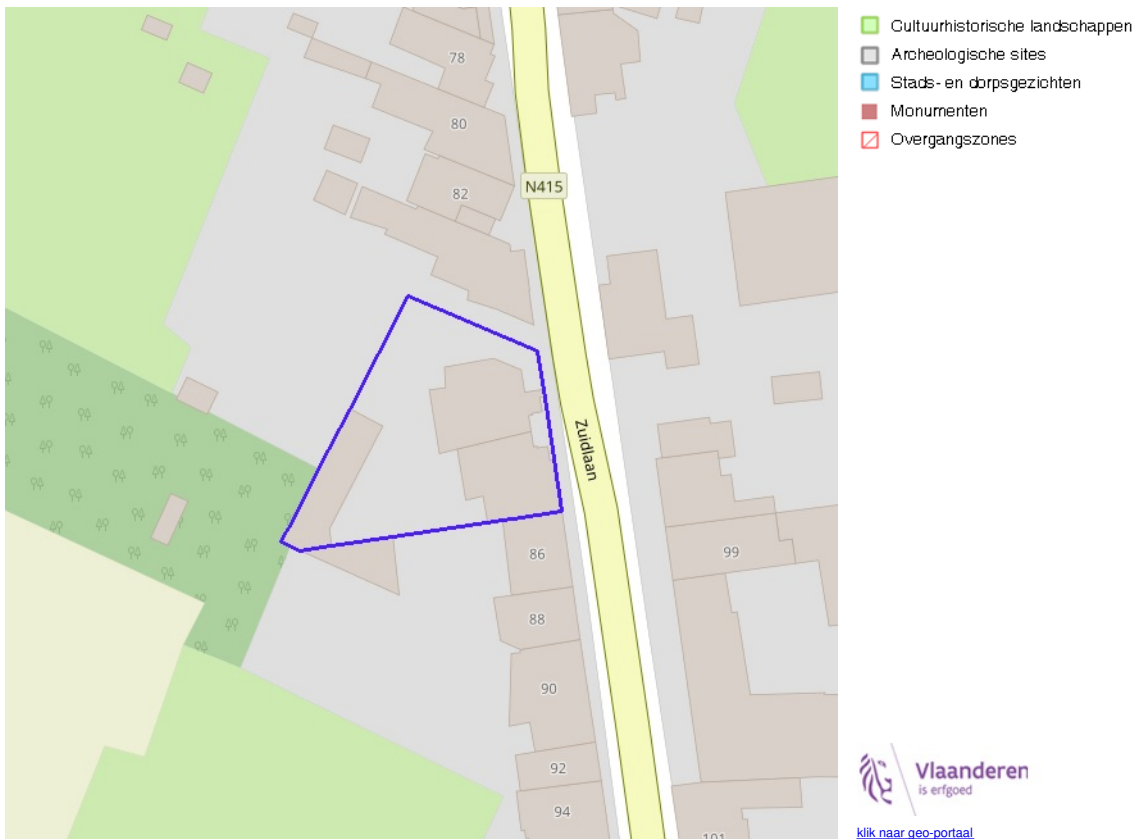 78
80
82
N415
Zuidlaan
86
99
88
90
92
94
101
Cultuurhistorische landschappen
Archeologische sites
Stads- en dorpsgezichten
Monumenten
Overgangszones
Vlaanderen
is erfgoed
klik naar geo-portaal